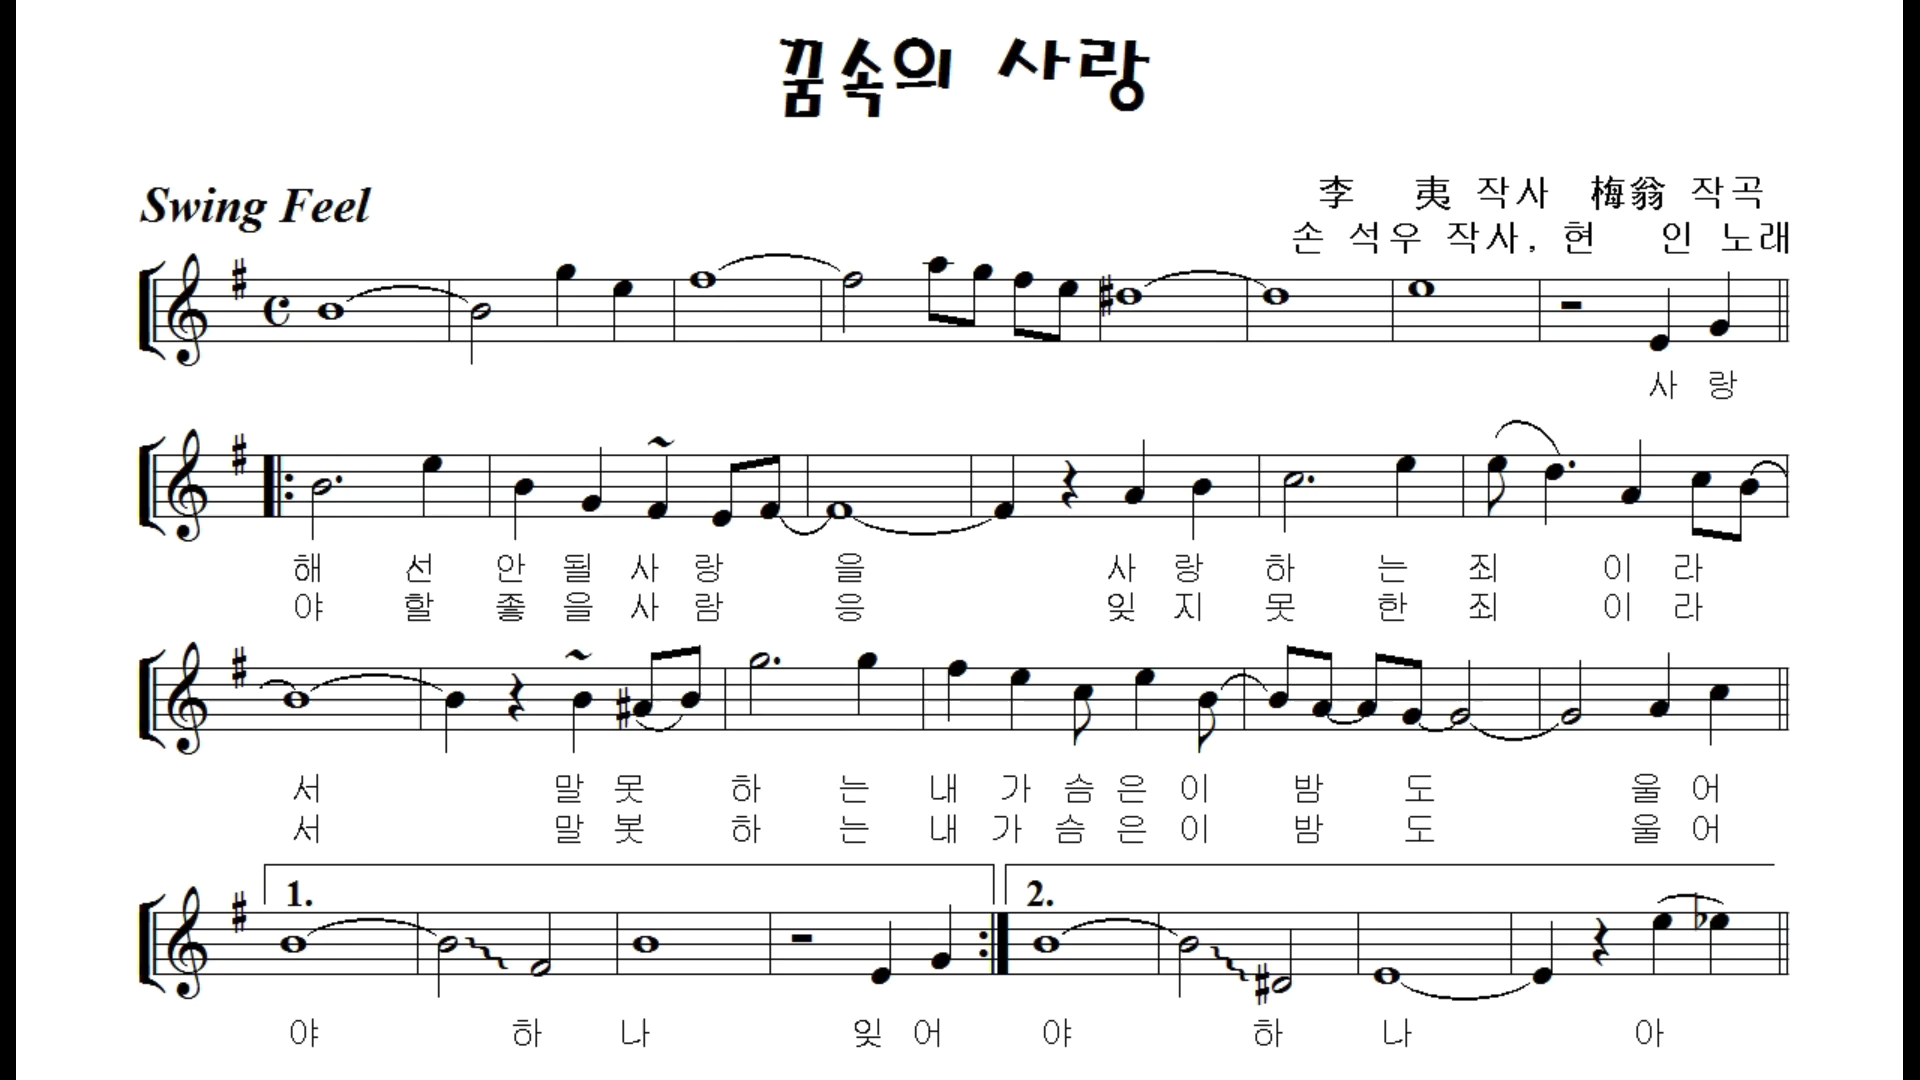 꿈속의 사랑
Swing Feel
李 夷 작사 梅翁 작곡
손 석우 작사, 현 인 노래
사 랑
해 선 안 될 사 랑 을 사 랑 하 는 죄 이 라
야 할 좋 을 사 람 응 잊 지 못 한 죄 이 라
서 말 못 하 는 내 가 슴 은 이 밤 도 울 어
서 말 봇 하 는 내 가 슴 은 이 밤 도 울 어
1. 2.
야 하 나 잊 어 야 하 나 아